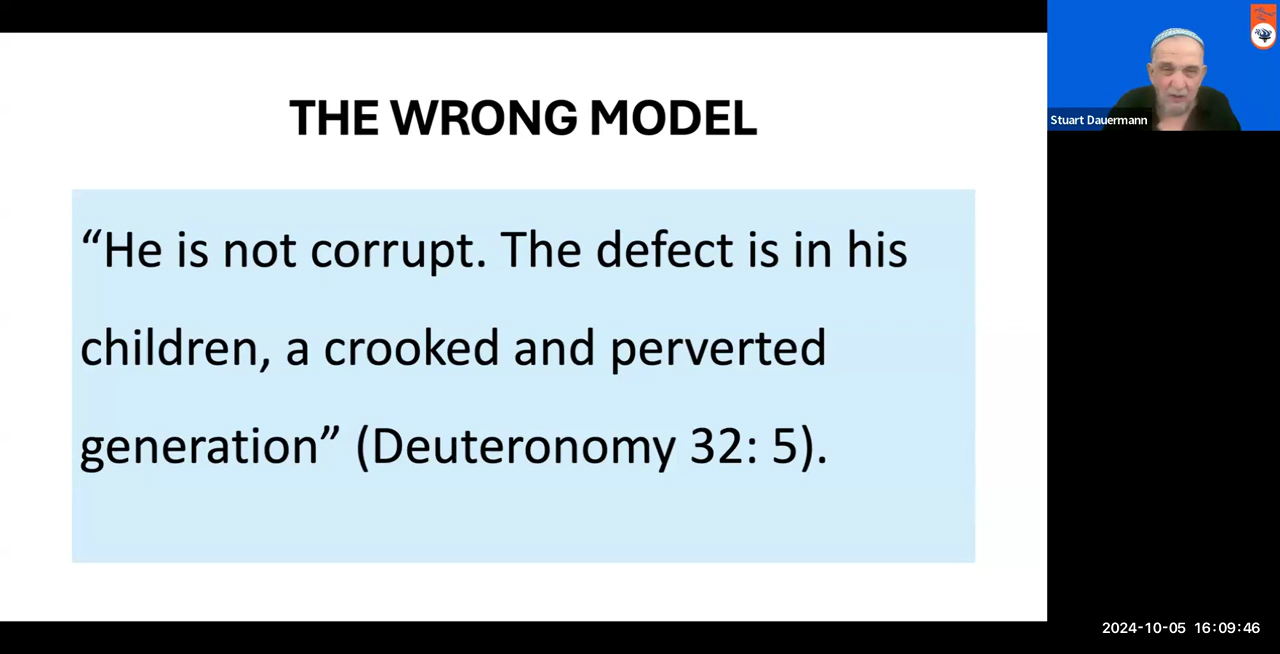 THE WRONG MODEL
“He is not corrupt. The defect is in his
children, a crooked and perverted
generation” (Deuteronomy 32: 5).
Stuart Dauermann
2024-10-05 16:09:46